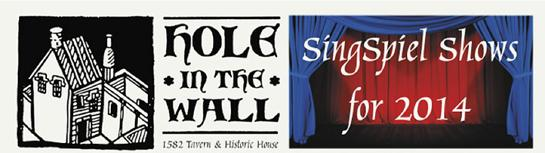 HOLE
* IN THE *
WALL
1582 Tavern & Historic House
SingSpiel Shows
for 2014